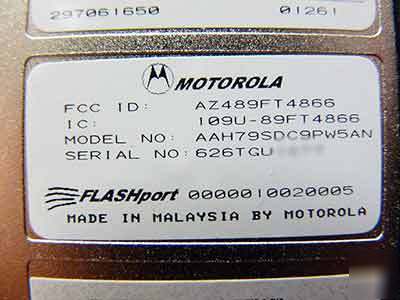 297061650 01261
MOTOROLA
FCC ID: AZ489FT4866
IC: 109U-89FT4866
MODEL NO: AAH79SDC9PW5AN
SERIAL NO: 626TGU
FLASHport 0000010020005
MADE IN MALAYSIA BY MOTOROLA